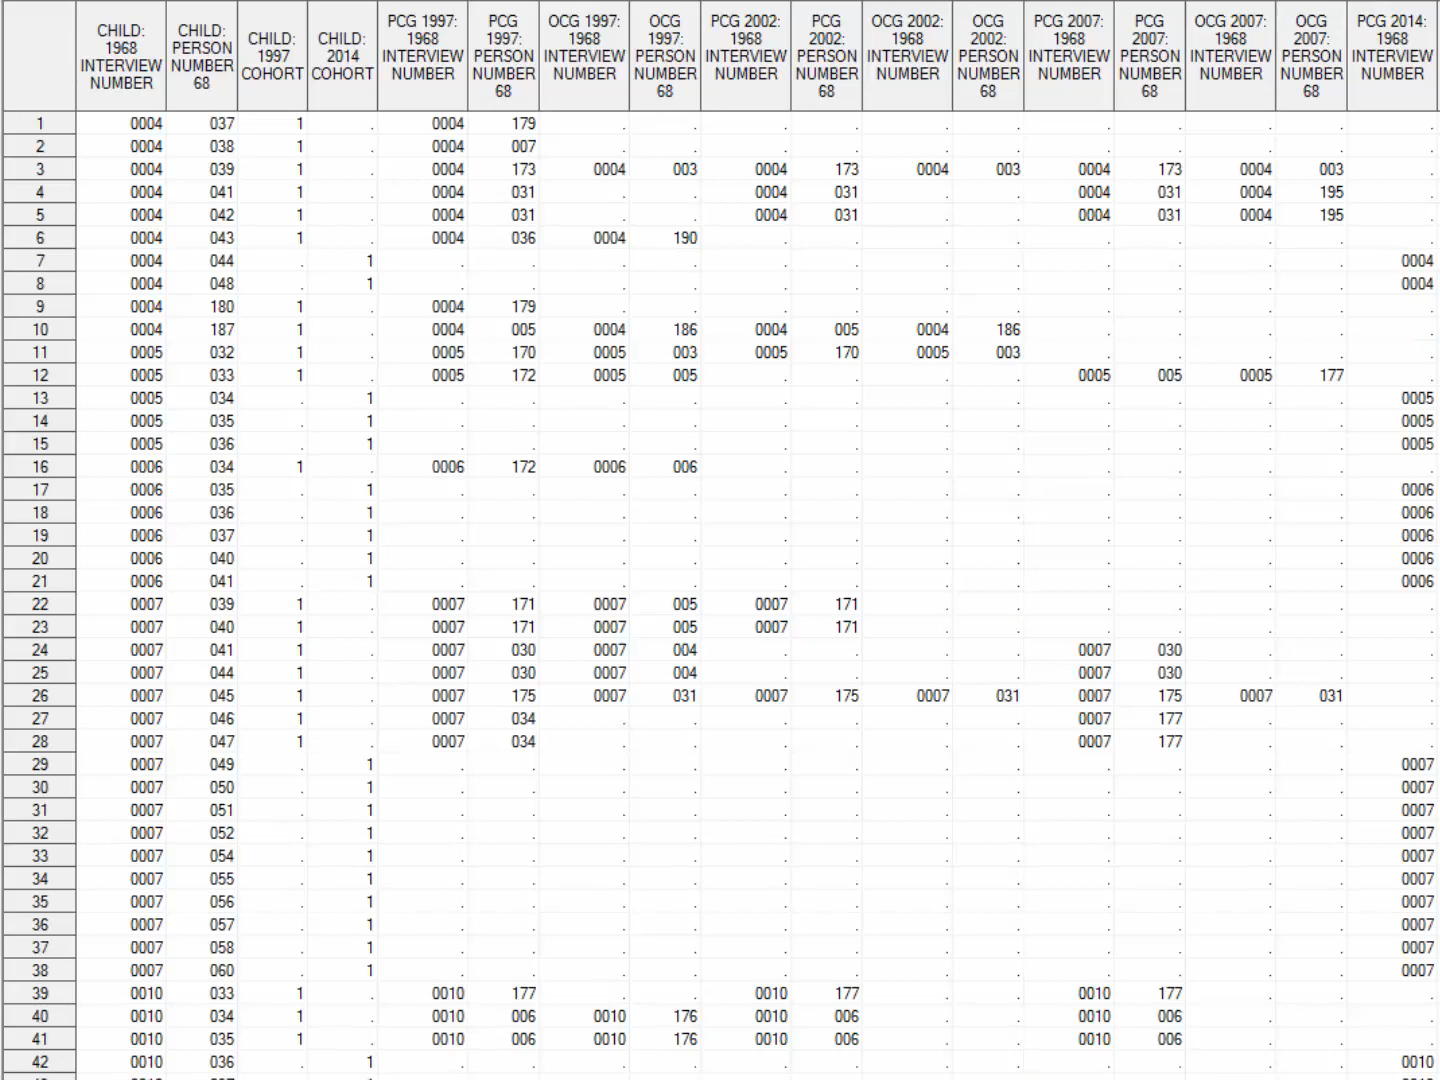 CHILD: 1968 INTERVIEW NUMBER CHILD: PERSON NUMBER 68 CHILD: 1997 COHORT CHILD: 2014 COHORT PCG 1997: 1968 INTERVIEW NUMBER PCG 1997: PERSON NUMBER 68 OCG 1997: 1968 INTERVIEW NUMBER OCG 1997: PERSON NUMBER 68 PCG 2002: 1968 INTERVIEW NUMBER PCG 2002: PERSON NUMBER 68 OCG 2002: 1968 INTERVIEW NUMBER OCG 2002: PERSON NUMBER 68 PCG 2007: 1968 INTERVIEW NUMBER PCG 2007: PERSON NUMBER 68 OCG 2007: 1968 INTERVIEW NUMBER OCG 2007: PERSON NUMBER 68 PCG 2014: 1968 INTERVIEW NUMBER
1 0004 037 1 . 0004 179 . . . . . . . . . . .
2 0004 038 1 . 0004 007 . . . . . . . . . . .
3 0004 039 1 . 0004 173 0004 003 0004 173 0004 003 0004 173 0004 003 .
4 0004 041 1 . 0004 031 . . 0004 031 . . 0004 031 0004 195 .
5 0004 042 1 . 0004 031 . . 0004 031 . . 0004 031 0004 195 .
6 0004 043 1 . 0004 036 0004 190 . . . . . . . . .
7 0004 044 . 1 . . . . . . . . . . . . 0004
8 0004 048 . 1 . . . . . . . . . . . . 0004
9 0004 180 1 . 0004 179 . . . . . . . . . . .
10 0004 187 1 . 0004 005 0004 186 0004 005 0004 186 . . . . .
11 0005 032 1 . 0005 170 0005 003 0005 170 0005 003 . . . . .
12 0005 033 1 . 0005 172 0005 005 . . . . 0005 005 0005 177 .
13 0005 034 . 1 . . . . . . . . . . . . 0005
14 0005 035 . 1 . . . . . . . . . . . . 0005
15 0005 036 . 1 . . . . . . . . . . . . 0005
16 0006 034 1 . 0006 172 0006 006 . . . . . . . . .
17 0006 035 . 1 . . . . . . . . . . . . 0006
18 0006 036 . 1 . . . . . . . . . . . . 0006
19 0006 037 . 1 . . . . . . . . . . . . 0006
20 0006 040 . 1 . . . . . . . . . . . . 0006
21 0006 041 . 1 . . . . . . . . . . . . 0006
22 0007 039 1 . 0007 171 0007 005 0007 171 . . . . . . .
23 0007 040 1 . 0007 171 0007 005 0007 171 . . . . . . .
24 0007 041 1 . 0007 030 0007 004 . . . . 0007 030 . . .
25 0007 044 1 . 0007 030 0007 004 . . . . 0007 030 . . .
26 0007 045 1 . 0007 175 0007 031 0007 175 0007 031 0007 175 0007 031 .
27 0007 046 1 . 0007 034 . . . . . . 0007 177 . . .
28 0007 047 1 . 0007 034 . . . . . . 0007 177 . . .
29 0007 049 . 1 . . . . . . . . . . . . 0007
30 0007 050 . 1 . . . . . . . . . . . . 0007
31 0007 051 . 1 . . . . . . . . . . . . 0007
32 0007 052 . 1 . . . . . . . . . . . . 0007
33 0007 054 . 1 . . . . . . . . . . . . 0007
34 0007 055 . 1 . . . . . . . . . . . . 0007
35 0007 056 . 1 . . . . . . . . . . . . 0007
36 0007 057 . 1 . . . . . . . . . . . . 0007
37 0007 058 . 1 . . . . . . . . . . . . 0007
38 0007 060 . 1 . . . . . . . . . . . . 0007
39 0010 033 1 . 0010 177 . . 0010 177 . . 0010 177 . . .
40 0010 034 1 . 0010 006 0010 176 0010 006 . . 0010 006 . . .
41 0010 035 1 . 0010 006 0010 176 0010 006 . . 0010 006 . . .
42 0010 036 . 1 . . . . . . . . . . . . 0010